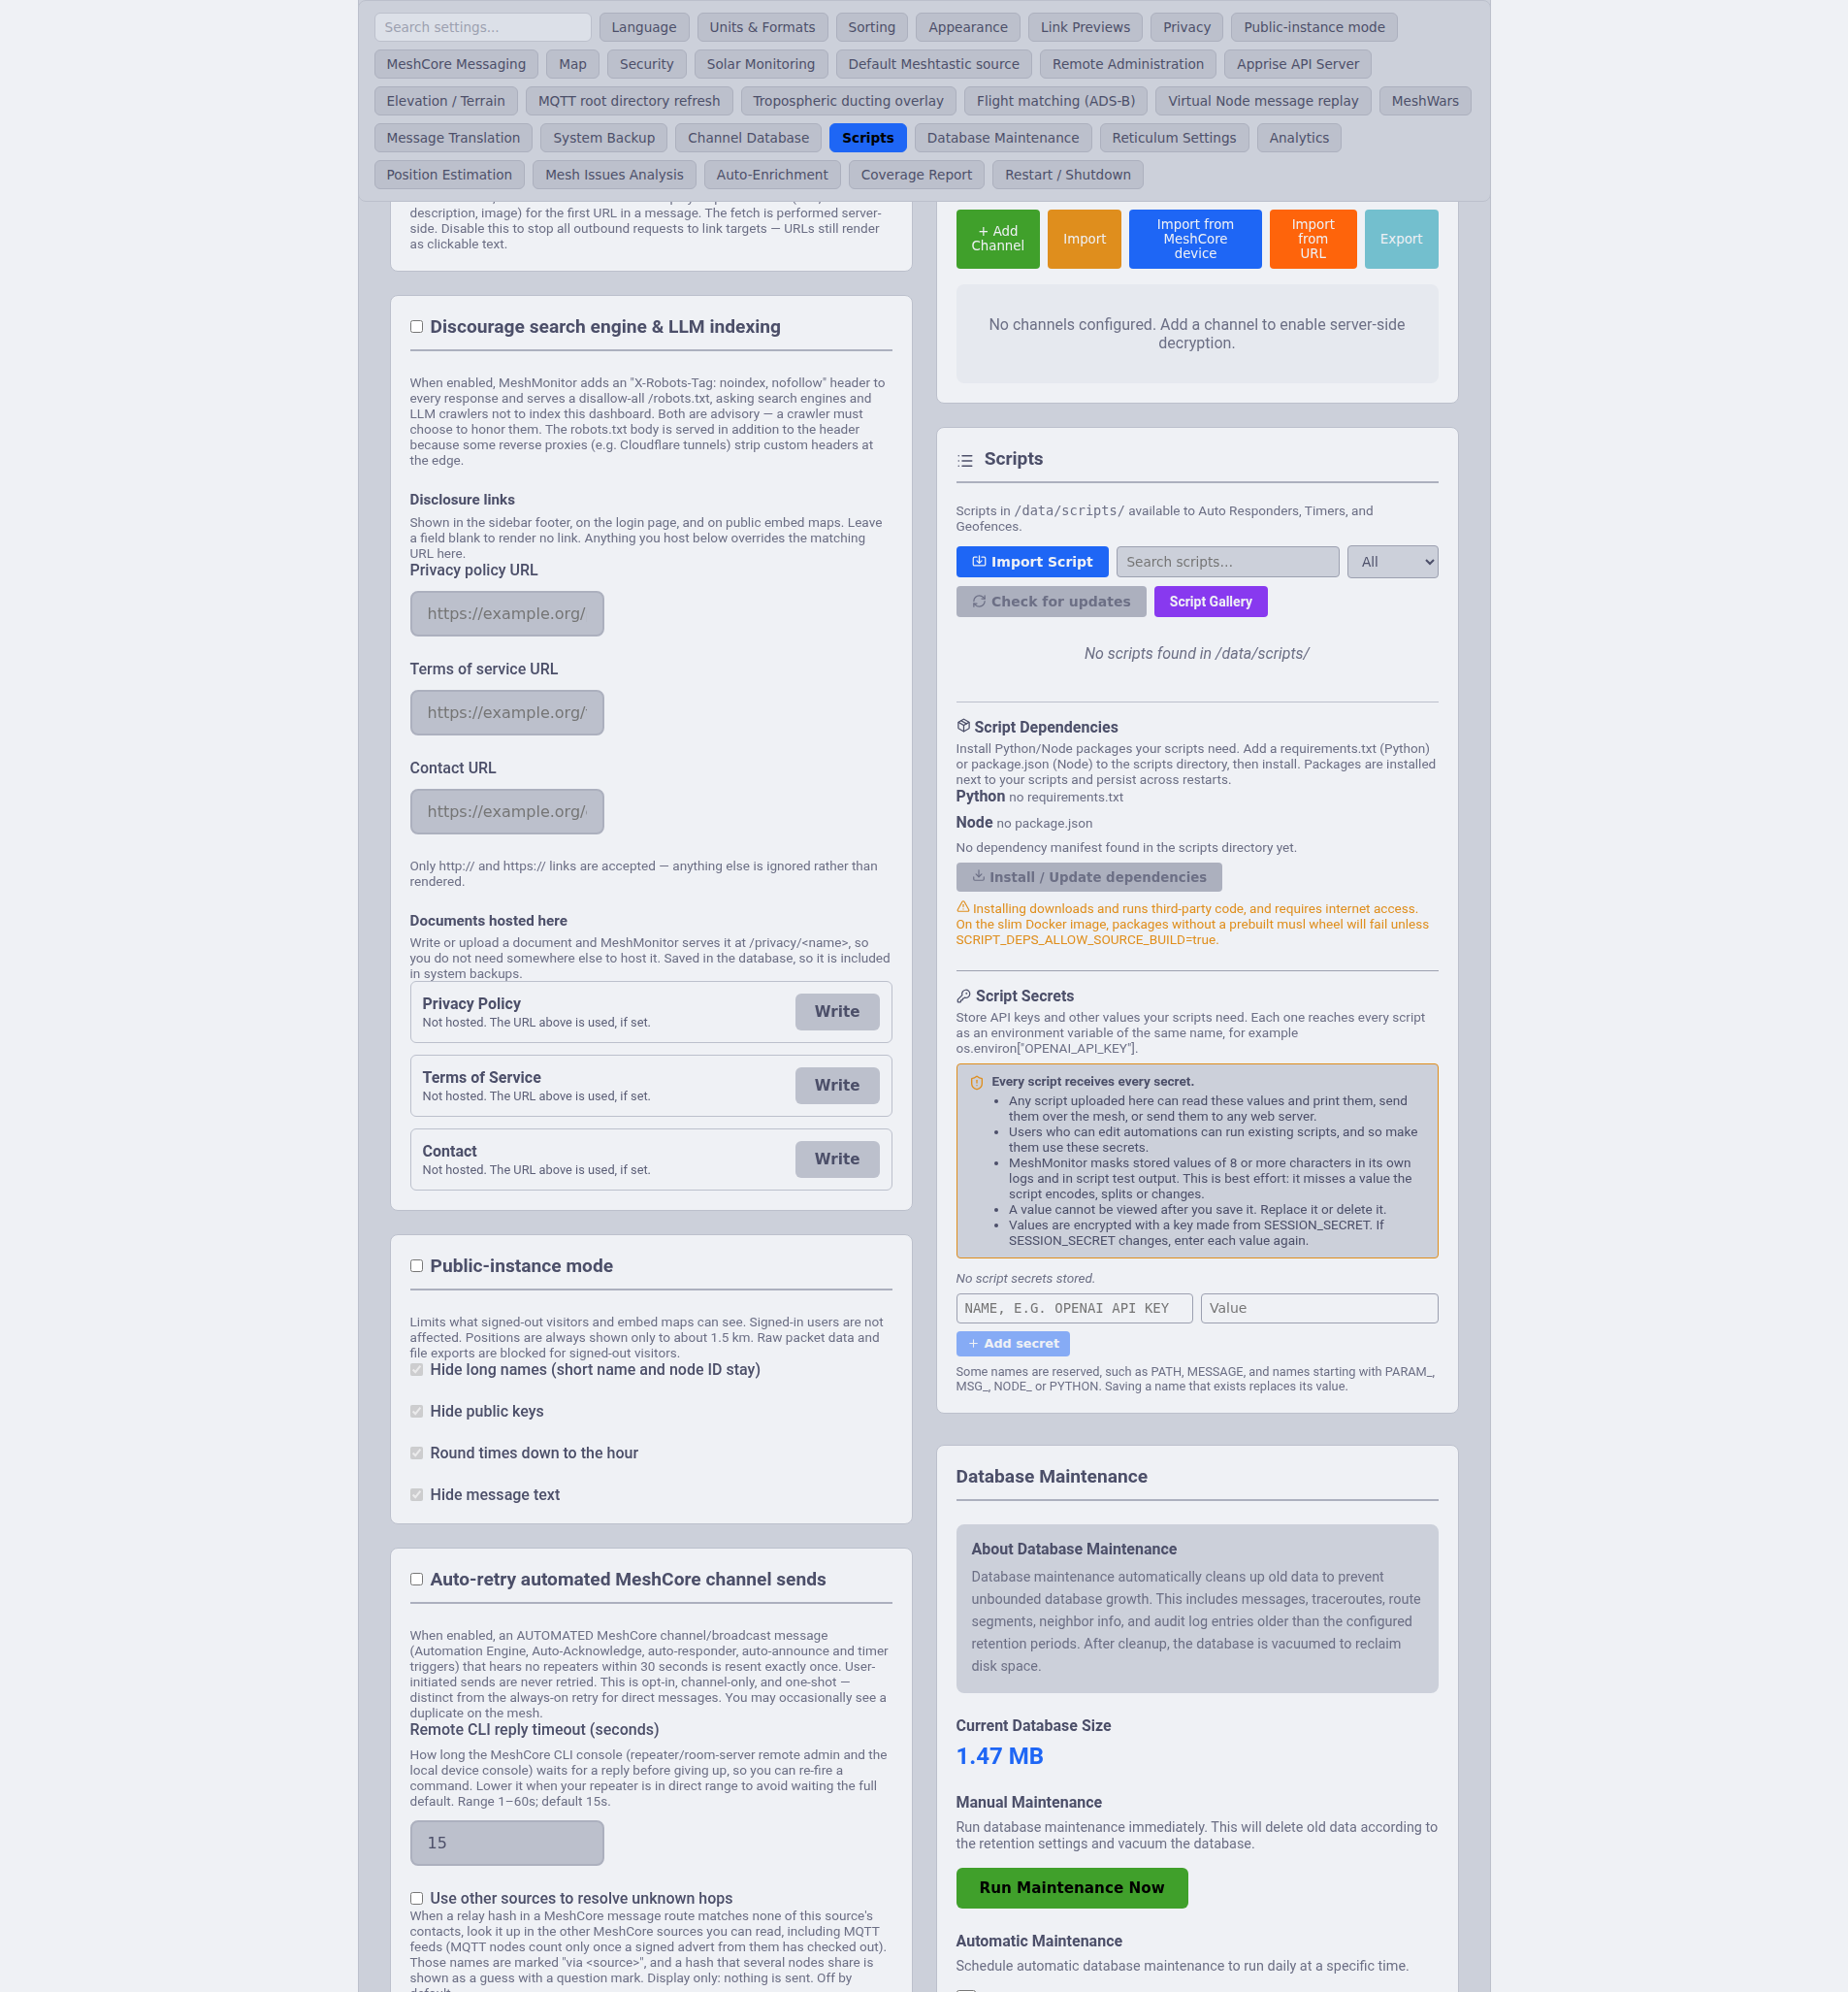 Search settings...
Language
Units & Formats
Sorting
Appearance
Link Previews
Privacy
Public-instance mode
MeshCore Messaging
Map
Security
Solar Monitoring
Default Meshtastic source
Remote Administration
Apprise API Server
Elevation / Terrain
MQTT root directory refresh
Tropospheric ducting overlay
Flight matching (ADS-B)
Virtual Node message replay
MeshWars
Message Translation
System Backup
Channel Database
Scripts
Database Maintenance
Reticulum Settings
Analytics
Position Estimation
Mesh Issues Analysis
Auto-Enrichment
Coverage Report
Restart / Shutdown
description, image) for the first URL in a message. The fetch is performed server-
side. Disable this to stop all outbound requests to link targets — URLs still render
as clickable text.
Discourage search engine & LLM indexing
When enabled, MeshMonitor adds an "X-Robots-Tag: noindex, nofollow" header to
every response and serves a disallow-all /robots.txt, asking search engines and
LLM crawlers not to index this dashboard. Both are advisory — a crawler must
choose to honor them. The robots.txt body is served in addition to the header
because some reverse proxies (e.g. Cloudflare tunnels) strip custom headers at
the edge.
Disclosure links
Shown in the sidebar footer, on the login page, and on public embed maps. Leave
a field blank to render no link. Anything you host below overrides the matching
URL here.
Privacy policy URL
https://example.org/
Terms of service URL
https://example.org/
Contact URL
https://example.org/
Only http:// and https:// links are accepted — anything else is ignored rather than
rendered.
Documents hosted here
Write or upload a document and MeshMonitor serves it at /privacy/<name>, so
you do not need somewhere else to host it. Saved in the database, so it is included
in system backups.
Privacy Policy
Not hosted. The URL above is used, if set.
Write
Terms of Service
Not hosted. The URL above is used, if set.
Write
Contact
Not hosted. The URL above is used, if set.
Write
Public-instance mode
Limits what signed-out visitors and embed maps can see. Signed-in users are not
affected. Positions are always shown only to about 1.5 km. Raw packet data and
file exports are blocked for signed-out visitors.
Hide long names (short name and node ID stay)
Hide public keys
Round times down to the hour
Hide message text
Auto-retry automated MeshCore channel sends
When enabled, an AUTOMATED MeshCore channel/broadcast message
(Automation Engine, Auto-Acknowledge, auto-responder, auto-announce and timer
triggers) that hears no repeaters within 30 seconds is resent exactly once. User-
initiated sends are never retried. This is opt-in, channel-only, and one-shot —
distinct from the always-on retry for direct messages. You may occasionally see a
duplicate on the mesh.
Remote CLI reply timeout (seconds)
How long the MeshCore CLI console (repeater/room-server remote admin and the
local device console) waits for a reply before giving up, so you can re-fire a
command. Lower it when your repeater is in direct range to avoid waiting the full
default. Range 1–60s; default 15s.
15
Use other sources to resolve unknown hops
When a relay hash in a MeshCore message route matches none of this source's
contacts, look it up in the other MeshCore sources you can read, including MQTT
feeds (MQTT nodes count only once a signed advert from them has checked out).
Those names are marked "via <source>", and a hash that several nodes share is
shown as a guess with a question mark. Display only: nothing is sent. Off by
+ Add
Channel
Import
Import from
MeshCore
device
Import
from
URL
Export
No channels configured. Add a channel to enable server-side
decryption.
Scripts
Scripts in /data/scripts/ available to Auto Responders, Timers, and
Geofences.
Import Script
Search scripts...
All
Check for updates
Script Gallery
No scripts found in /data/scripts/
Script Dependencies
Install Python/Node packages your scripts need. Add a requirements.txt (Python)
or package.json (Node) to the scripts directory, then install. Packages are installed
next to your scripts and persist across restarts.
Python no requirements.txt
Node no package.json
No dependency manifest found in the scripts directory yet.
Install / Update dependencies
Installing downloads and runs third-party code, and requires internet access.
On the slim Docker image, packages without a prebuilt musl wheel will fail unless
SCRIPT_DEPS_ALLOW_SOURCE_BUILD=true.
Script Secrets
Store API keys and other values your scripts need. Each one reaches every script
as an environment variable of the same name, for example
os.environ["OPENAI_API_KEY"].
Every script receives every secret.
• Any script uploaded here can read these values and print them, send
them over the mesh, or send them to any web server.
• Users who can edit automations can run existing scripts, and so make
them use these secrets.
• MeshMonitor masks stored values of 8 or more characters in its own
logs and in script test output. This is best effort: it misses a value the
script encodes, splits or changes.
• A value cannot be viewed after you save it. Replace it or delete it.
• Values are encrypted with a key made from SESSION_SECRET. If
SESSION_SECRET changes, enter each value again.
No script secrets stored.
NAME, E.G. OPENAI API KEY
Value
+ Add secret
Some names are reserved, such as PATH, MESSAGE, and names starting with PARAM_,
MSG_, NODE_ or PYTHON. Saving a name that exists replaces its value.
Database Maintenance
About Database Maintenance
Database maintenance automatically cleans up old data to prevent
unbounded database growth. This includes messages, traceroutes, route
segments, neighbor info, and audit log entries older than the configured
retention periods. After cleanup, the database is vacuumed to reclaim
disk space.
Current Database Size
1.47 MB
Manual Maintenance
Run database maintenance immediately. This will delete old data according to
the retention settings and vacuum the database.
Run Maintenance Now
Automatic Maintenance
Schedule automatic database maintenance to run daily at a specific time.